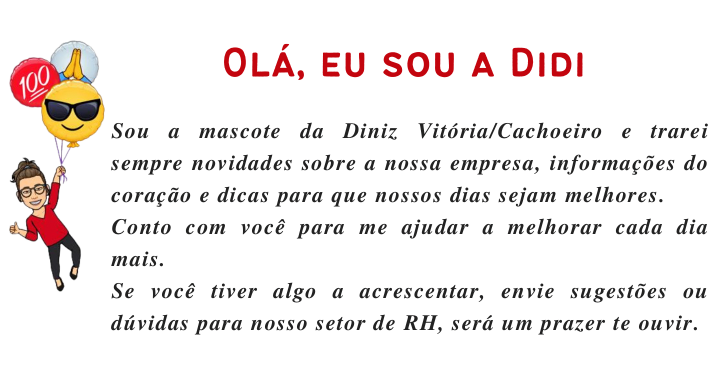 100
Olá, eu sou a Didi
Sou a mascote da Diniz Vitória/Cachoeiro e trarei
sempre novidades sobre a nossa empresa, informações do
coração e dicas para que nossos dias sejam melhores.
Conto com você para me ajudar a melhorar cada dia
mais.
Se você tiver algo a acrescentar, envie sugestões ou
dúvidas para nosso setor de RH, será um prazer te ouvir.